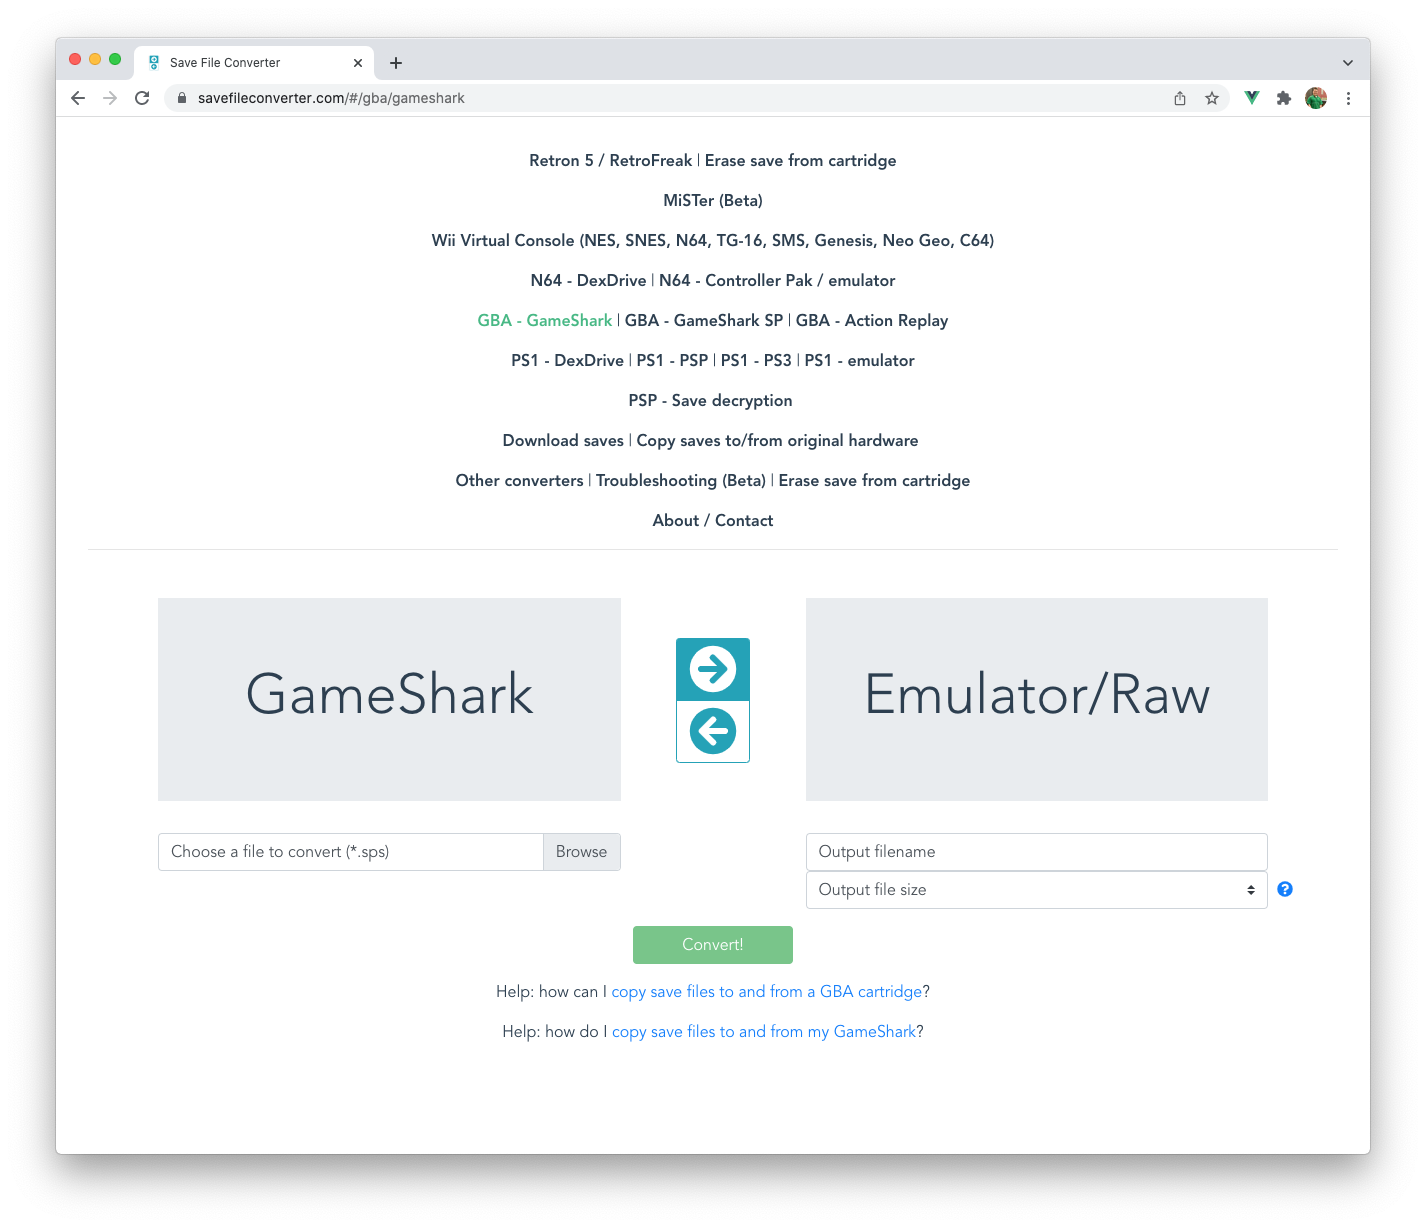 Save File Converter
savefileconverter.com/#/gba/gameshark
Retron 5 / RetroFreak | Erase save from cartridge
MiSTer (Beta)
Wii Virtual Console (NES, SNES, N64, TG-16, SMS, Genesis, Neo Geo, C64)
N64 - DexDrive | N64 - Controller Pak / emulator
GBA - GameShark | GBA - GameShark SP | GBA - Action Replay
PS1 - DexDrive | PS1 - PSP | PS1 - PS3 | PS1 - emulator
PSP - Save decryption
Download saves | Copy saves to/from original hardware
Other converters | Troubleshooting (Beta) | Erase save from cartridge
About / Contact
GameShark
Emulator/Raw
Choose a file to convert (*.sps)
Browse
Output filename
Output file size
Convert!
Help: how can I copy save files to and from a GBA cartridge?
Help: how do I copy save files to and from my GameShark?